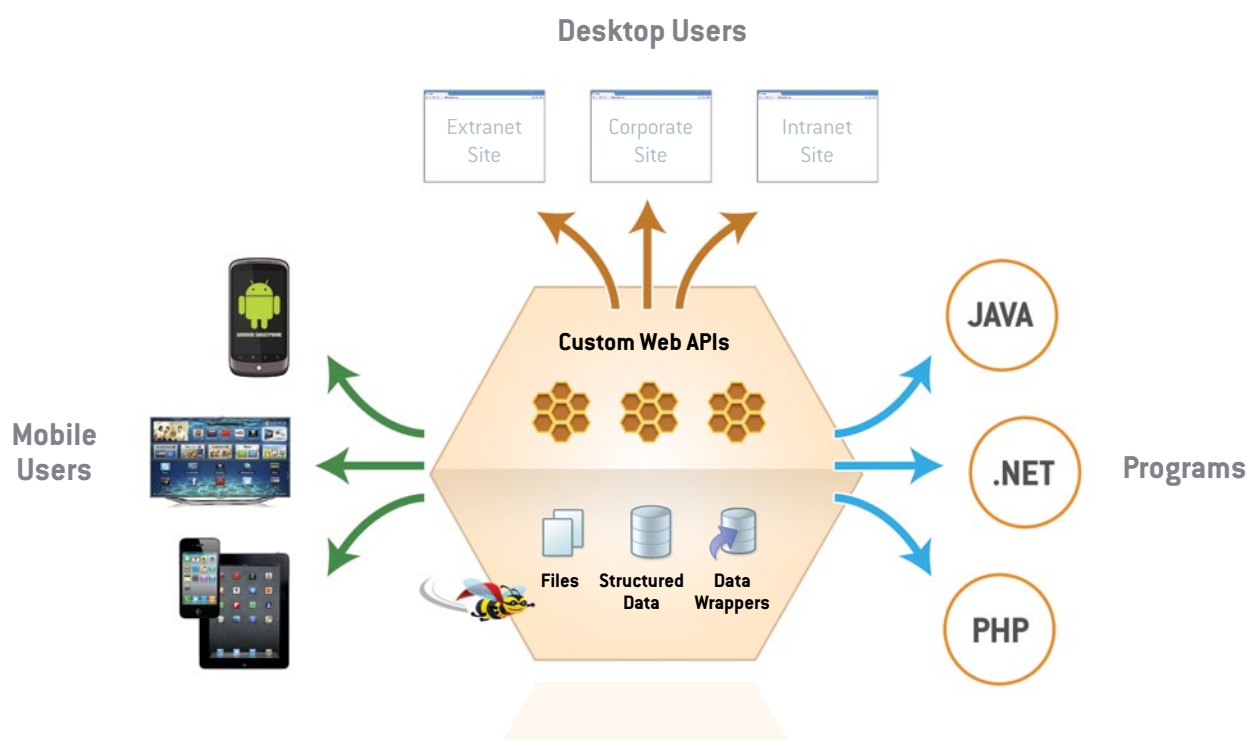 Desktop Users
Extranet
Site
Corporate
Site
Intranet
Site
Custom Web APIs
JAVA
Mobile
Users
.NET
Programs
Files
Structured
Data
Data
Wrappers
PHP